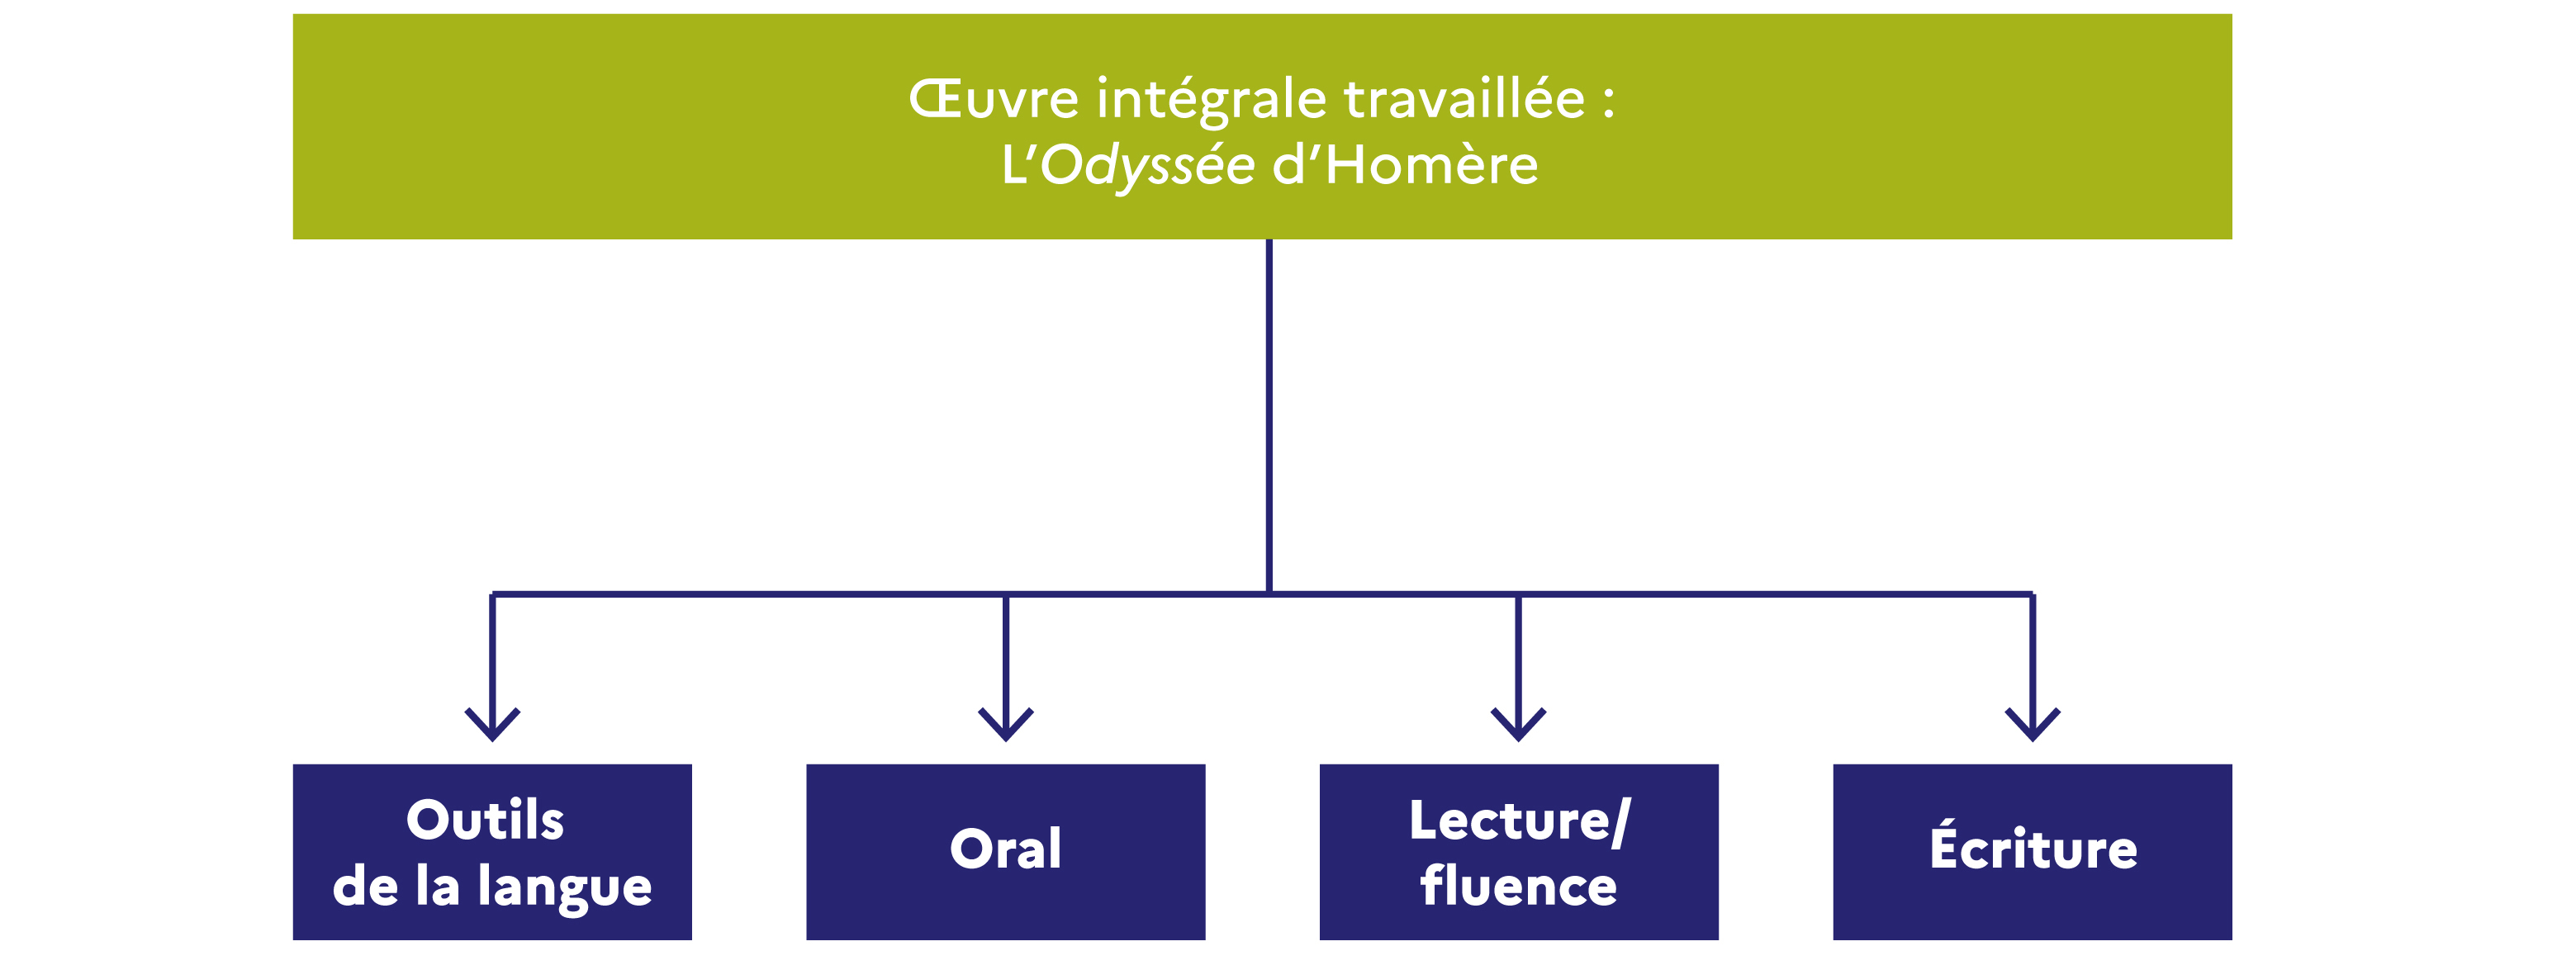 Œuvre intégrale travaillée :
L’Odyssée d’Homère
Outils
de la langue
Oral
Lecture/
fluence
Écriture